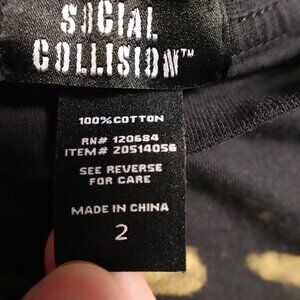 SOCIAL
COLLISION™
100% COTTON
RN# 120684
ITEM# 20514056
SEE REVERSE
FOR CARE
MADE IN CHINA
2